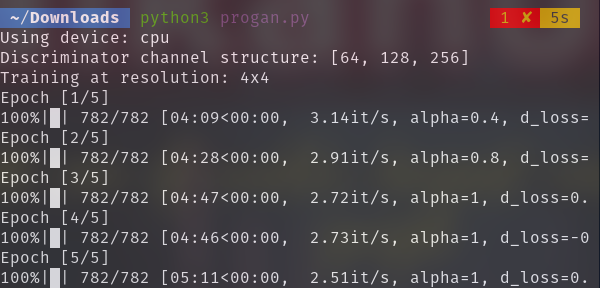 ~/Downloads python3 progan.py 1 ✘ 5s
Using device: cpu
Discriminator channel structure: [64, 128, 256]
Training at resolution: 4x4
Epoch [1/5]
100%|█| 782/782 [04:09<00:00,  3.14it/s, alpha=0.4, d_loss=
Epoch [2/5]
100%|█| 782/782 [04:28<00:00,  2.91it/s, alpha=0.8, d_loss=
Epoch [3/5]
100%|█| 782/782 [04:47<00:00,  2.72it/s, alpha=1, d_loss=0.
Epoch [4/5]
100%|█| 782/782 [04:46<00:00,  2.73it/s, alpha=1, d_loss=-0
Epoch [5/5]
100%|█| 782/782 [05:11<00:00,  2.51it/s, alpha=1, d_loss=0.